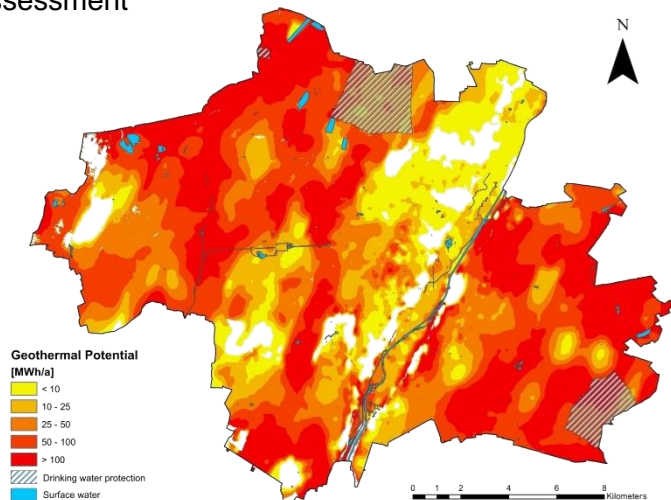 ssessment
N
Geothermal Potential
[MWh/a]
< 10
10 - 25
25 - 50
50 - 100
> 100
Drinking water protection
Surface water
0 1 2 4 6 8
Kilometers